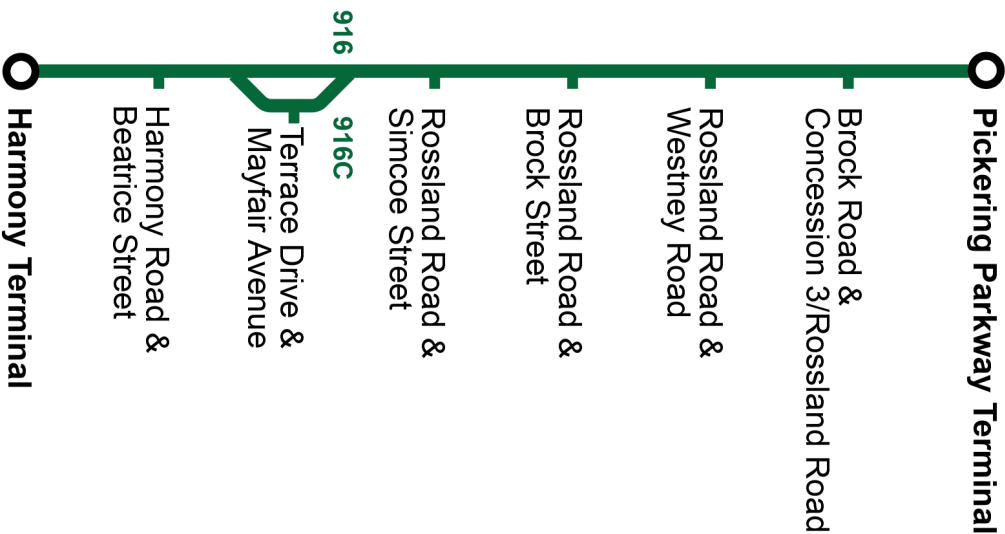 Pickering Parkway Terminal
Brock Road &
Concession 3/Rossland Road
Rossland Road &
Westney Road
Rossland Road &
Brock Street
Rossland Road &
Simcoe Street
916
916C
Terrace Drive &
Mayfair Avenue
Harmony Road &
Beatrice Street
Harmony Terminal